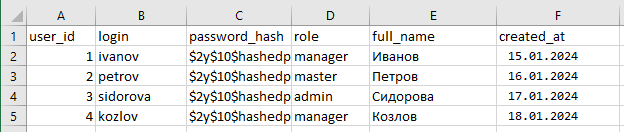 A B C D E F
1 user_id login password_hash role full_name created_at
2 1 ivanov $2y$10$hashedp manager Иванов 15.01.2024
3 2 petrov $2y$10$hashedp master Петров 16.01.2024
4 3 sidorova $2y$10$hashedp admin Сидорова 17.01.2024
5 4 kozlov $2y$10$hashedp manager Козлов 18.01.2024